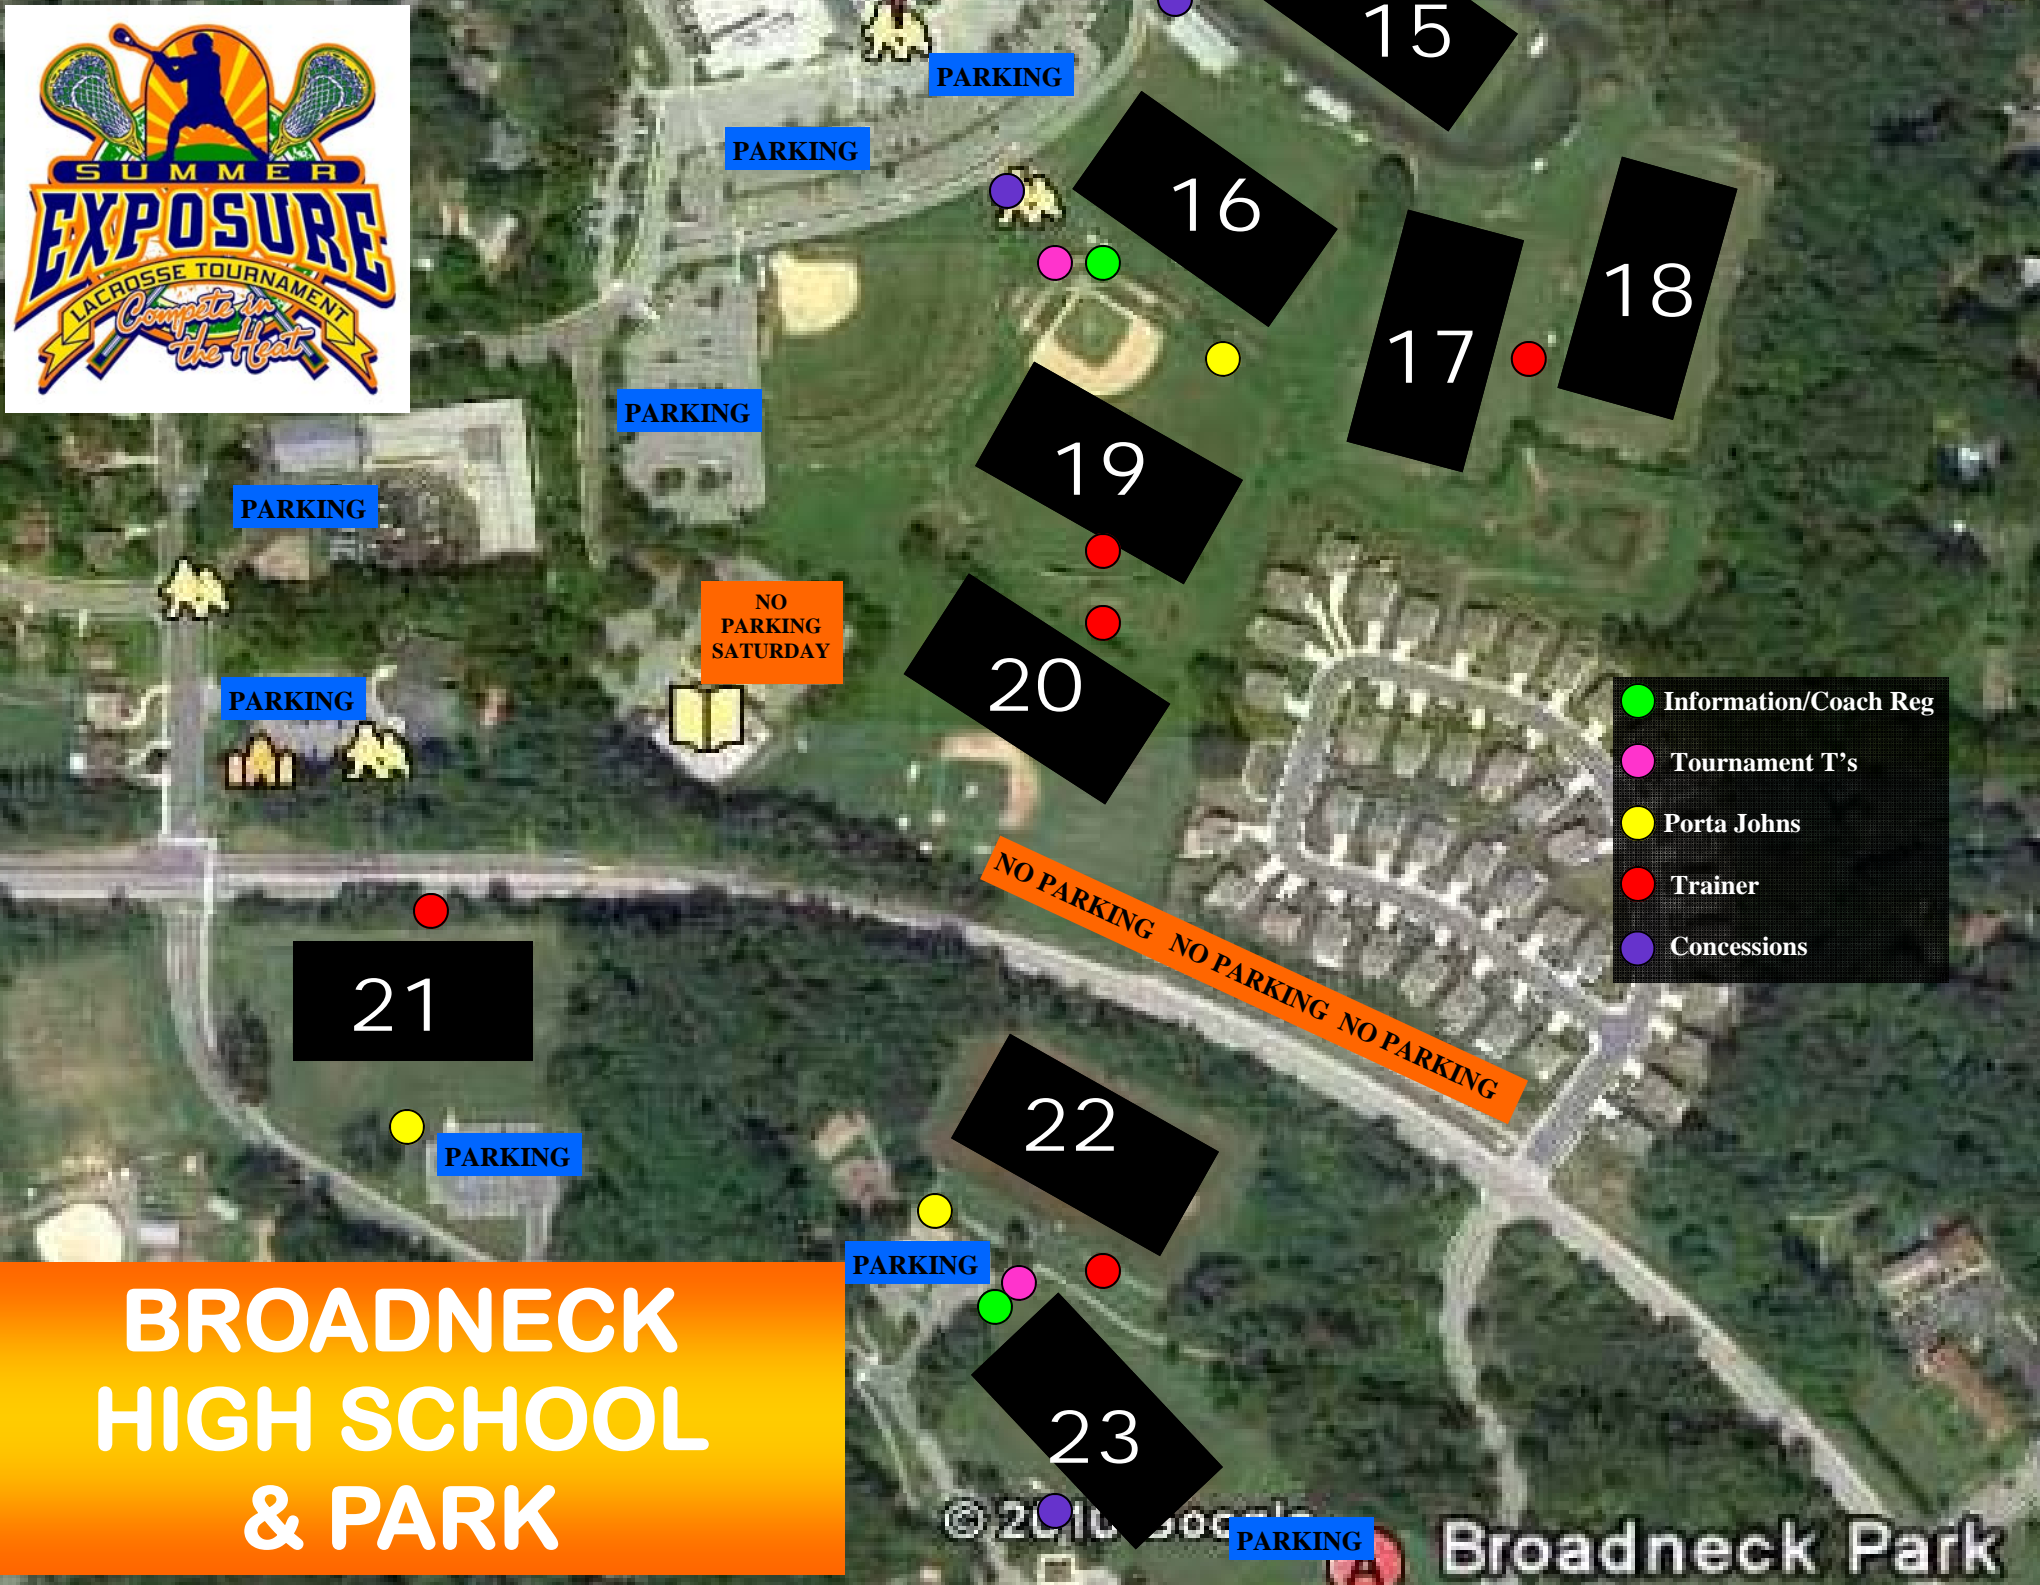 SUMMER
EXPOSURE
LACROSSE TOURNAMENT
Compete in
the Heat
15
PARKING
PARKING
16
18
17
PARKING
19
PARKING
NO
PARKING
SATURDAY
20
PARKING
Information/Coach Reg
Tournament T's
Porta Johns
Trainer
Concessions
NO PARKING NO PARKING NO PARKING
21
22
PARKING
PARKING
BROADNECK
HIGH SCHOOL
& PARK
23
PARKING
A
Broadneck Park